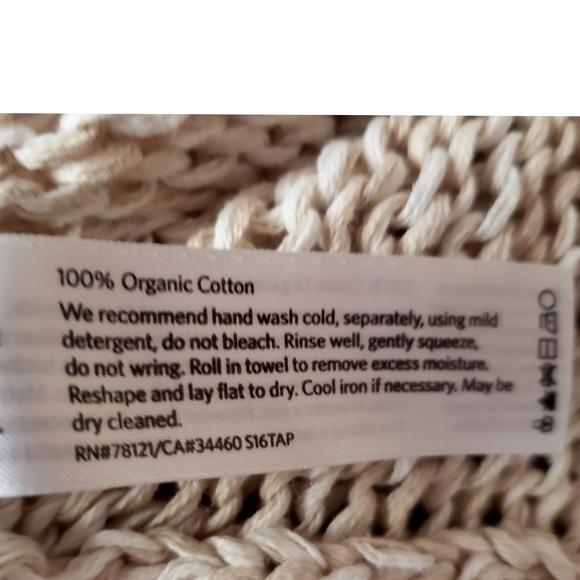 100% Organic Cotton
We recommend hand wash cold, separately, using mild
detergent, do not bleach. Rinse well, gently squeeze,
do not wring. Roll in towel to remove excess moisture.
Reshape and lay flat to dry. Cool iron if necessary. May be
dry cleaned.
RN#78121/CA#34460 S16TAP